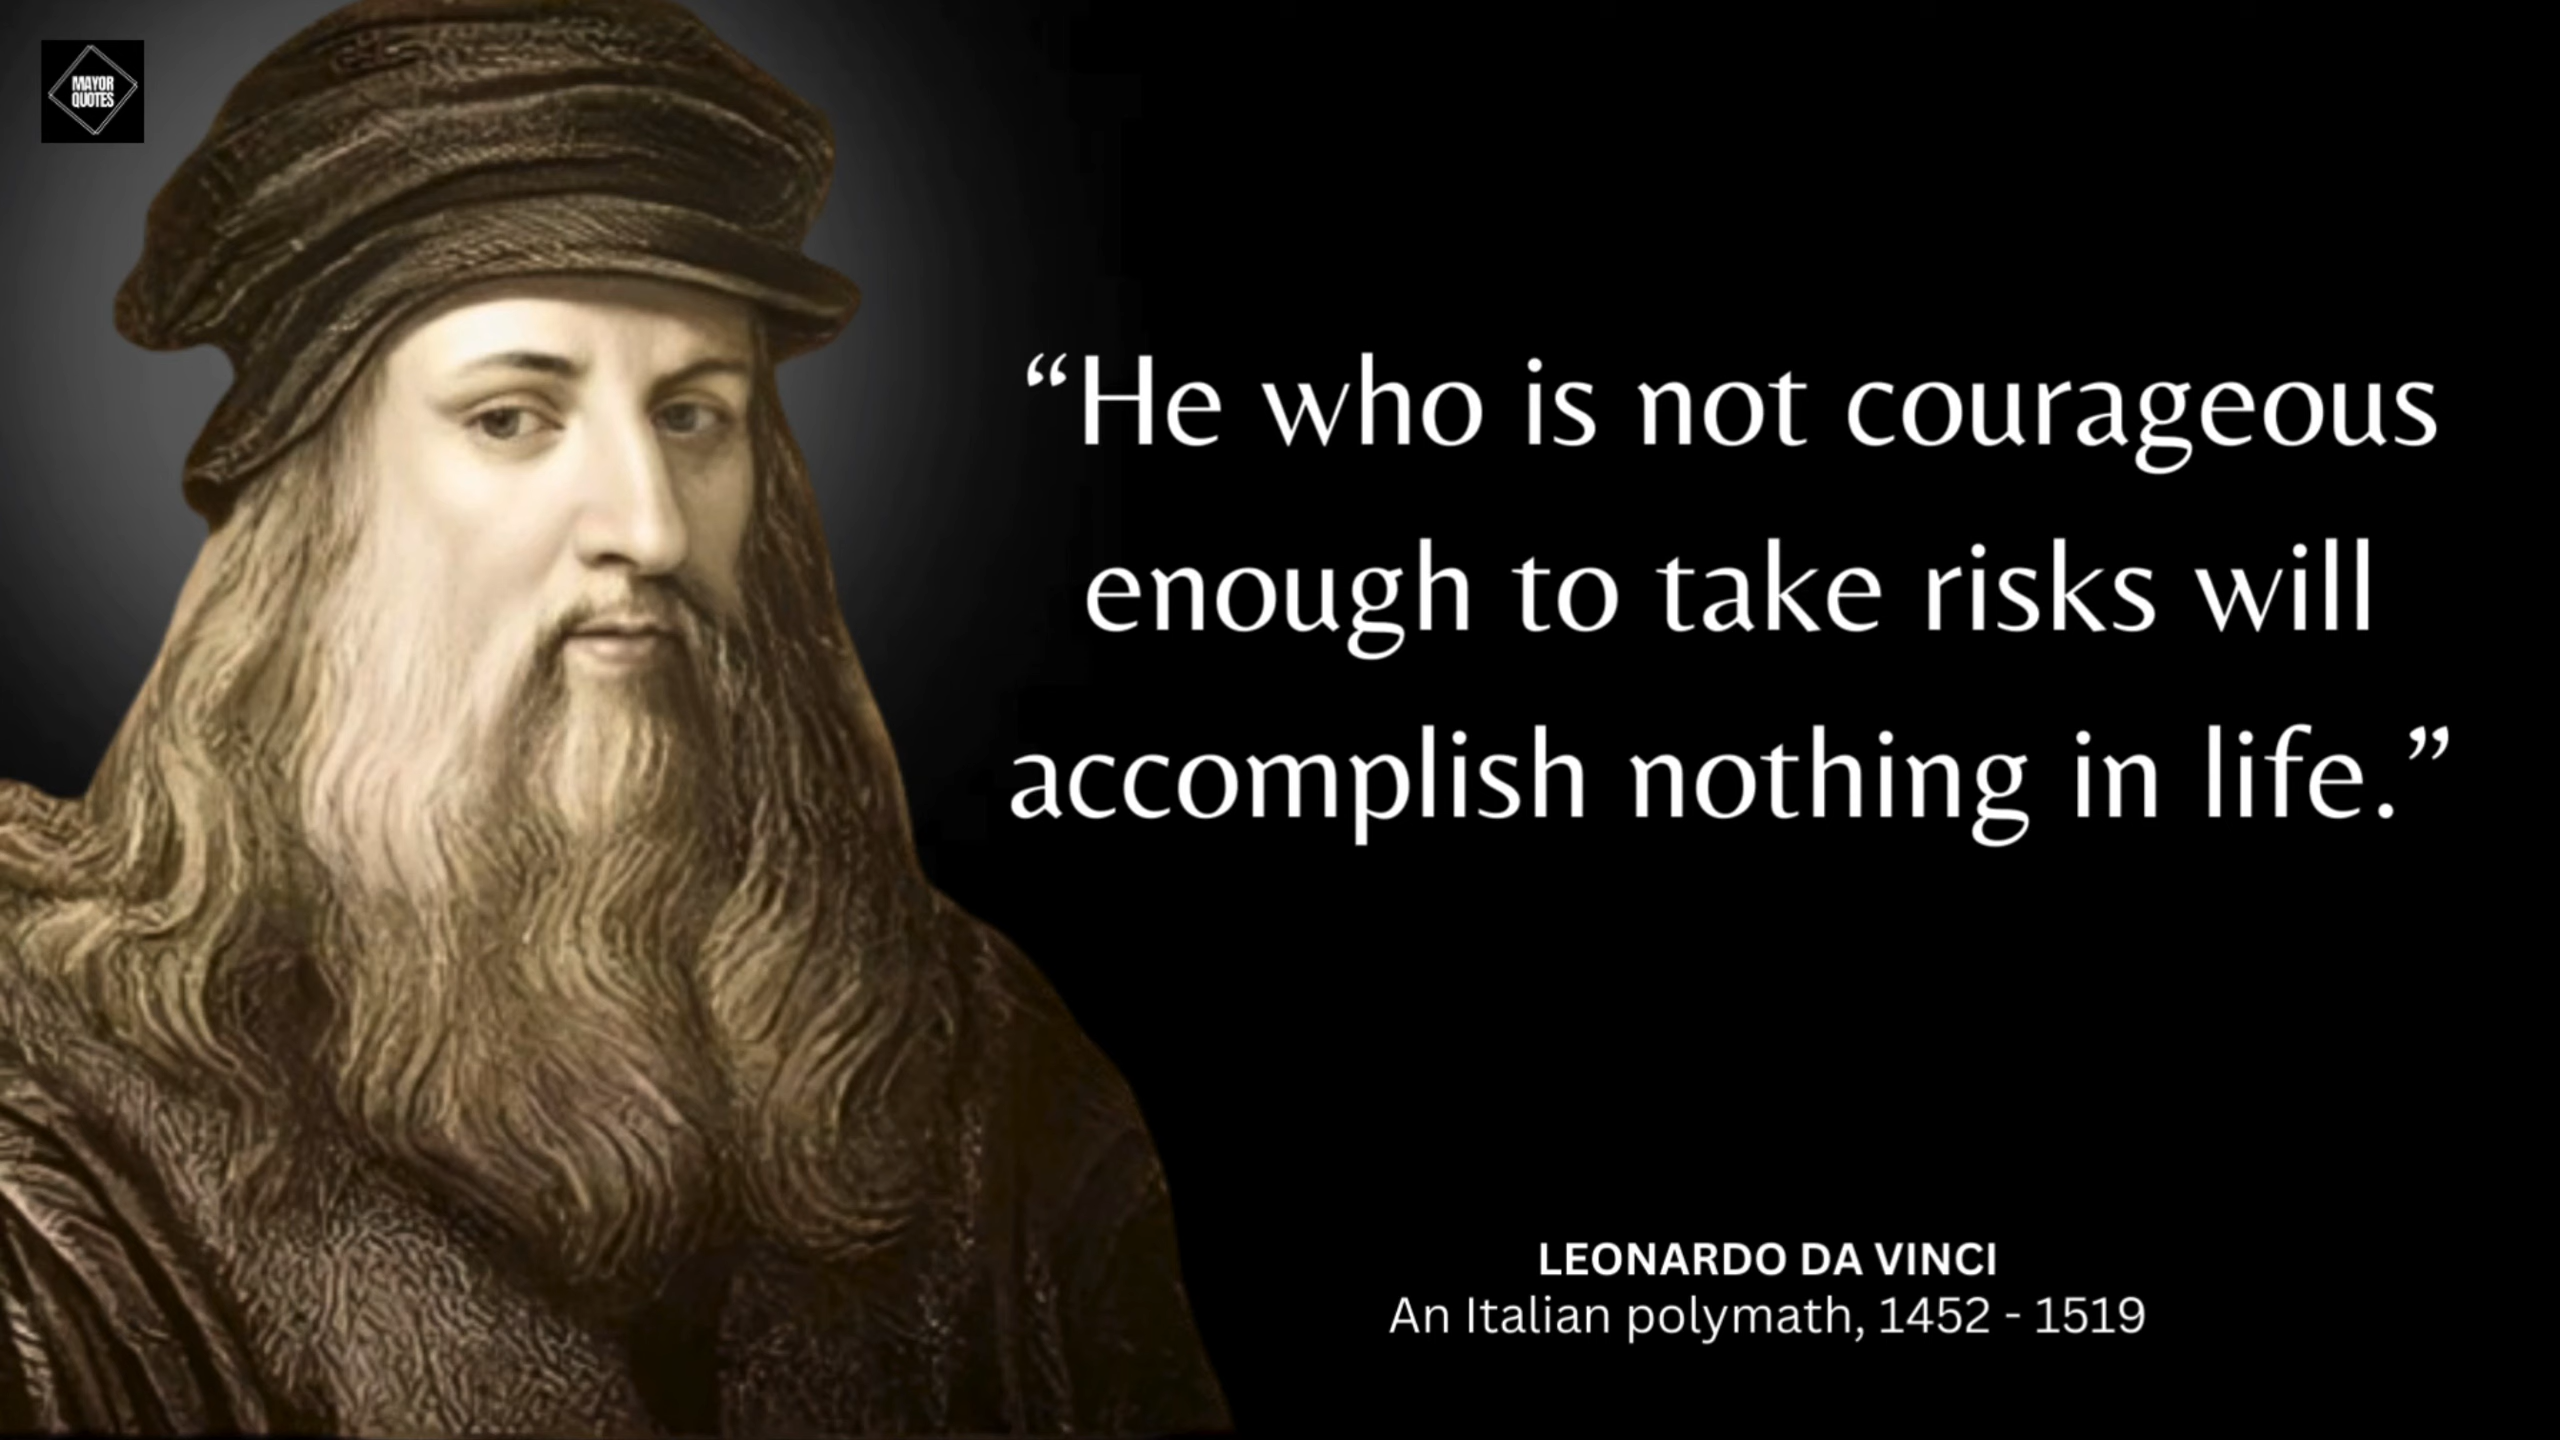 MAYOR
QUOTES
“He who is not courageous
enough to take risks will
accomplish nothing in life.”
LEONARDO DA VINCI
An Italian polymath, 1452 - 1519